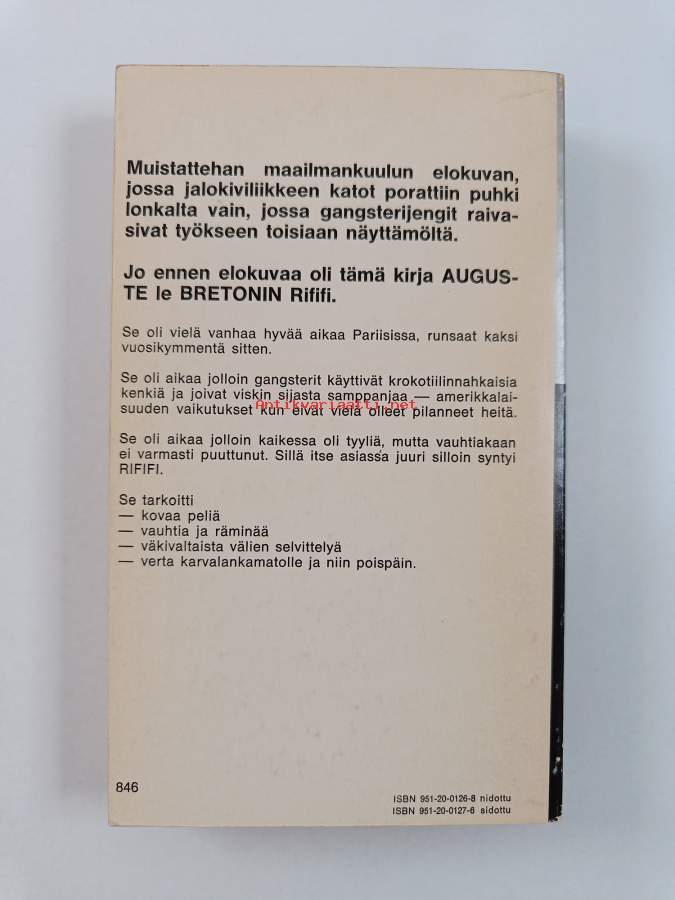 Muistattehan maailmankuulun elokuvan,
jossa jalokiviliikkeen katot porattiin puhki
lonkalta vain, jossa gangsterijengit raiva-
sivat työkseen toisiaan näyttämöltä.
Jo ennen elokuvaa oli tämä kirja AUGUS-
TE le BRETONIN Rififi.
Se oli vielä vanhaa hyvää aikaa Pariisissa, runsaat kaksi
vuosikymmentä sitten.
Se oli aikaa jolloin gangsterit käyttivät krokotiilinnahkaisia
kenkiä ja joivat viskin sijasta samppanjaa — amerikkalai-
Antikvariaatti.net
suuden vaikutukset kun eivät vielä olleet pilanneet heitä.
Se oli aikaa jolloin kaikessa oli tyyliä, mutta vauhtiakaan
ei varmasti puuttunut. Sillä itse asiassa juuri silloin syntyi
RIFIFI.
Se tarkoitti
— kovaa peliä
— vauhtia ja räminää
— väkivaltaista välien selvittelyä
— verta karvalankamatolle ja niin poispäin.
846
ISBN 951-20-0126-8 nidottu
ISBN 951-20-0127-6 sidottu